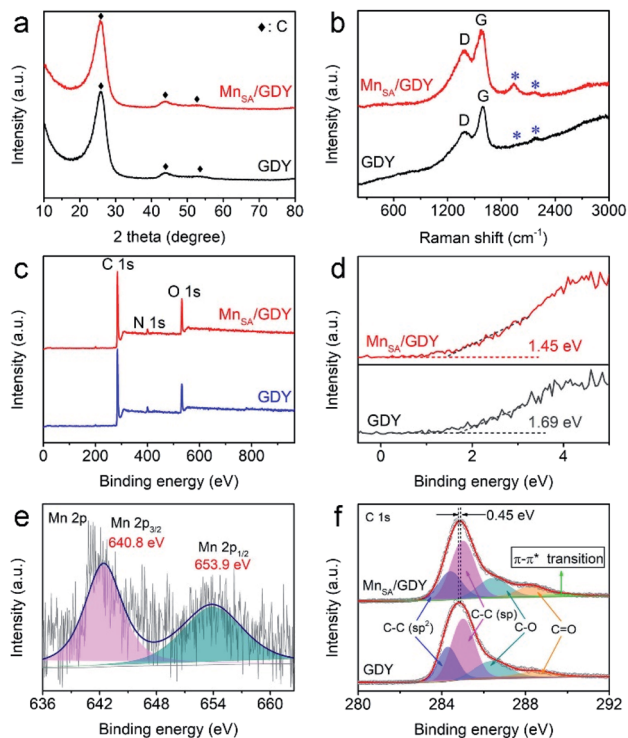 a
♦: C
Mn_SA/GDY
GDY
Intensity (a.u.)
10 20 30 40 50 60 70 80
2 theta (degree)
b
D
G
Mn_SA/GDY
*
*
D
G
*
*
GDY
Intensity (a.u.)
600 1200 1800 2400 3000
Raman shift (cm⁻¹)
c
C 1s
N 1s
O 1s
Mn_SA/GDY
GDY
Intensity (a.u.)
0 200 400 600 800
Binding energy (eV)
d
Mn_SA/GDY
1.45 eV
GDY
1.69 eV
Intensity (a.u.)
0 2 4
Binding energy (eV)
e
Mn 2p
Mn 2p3/2
640.8 eV
Mn 2p1/2
653.9 eV
Intensity (a.u.)
636 642 648 654 660
Binding energy (eV)
f
C 1s
0.45 eV
π-π* transition
Mn_SA/GDY
C-C (sp²)
C-C (sp)
C-O
C=O
GDY
Intensity (a.u.)
280 284 288 292
Binding energy (eV)